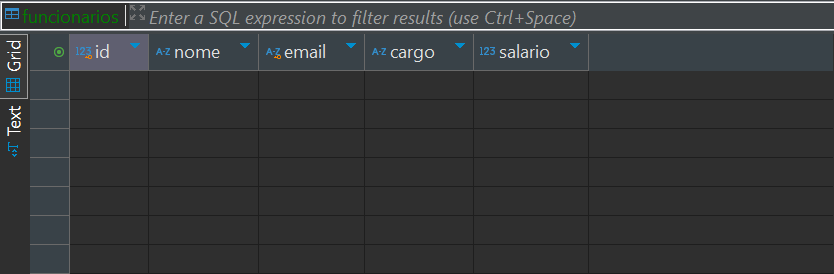 funcionarios Enter a SQL expression to filter results (use Ctrl+Space)
Grid
Text
123 id A-Z nome A-Z email A-Z cargo 123 salario